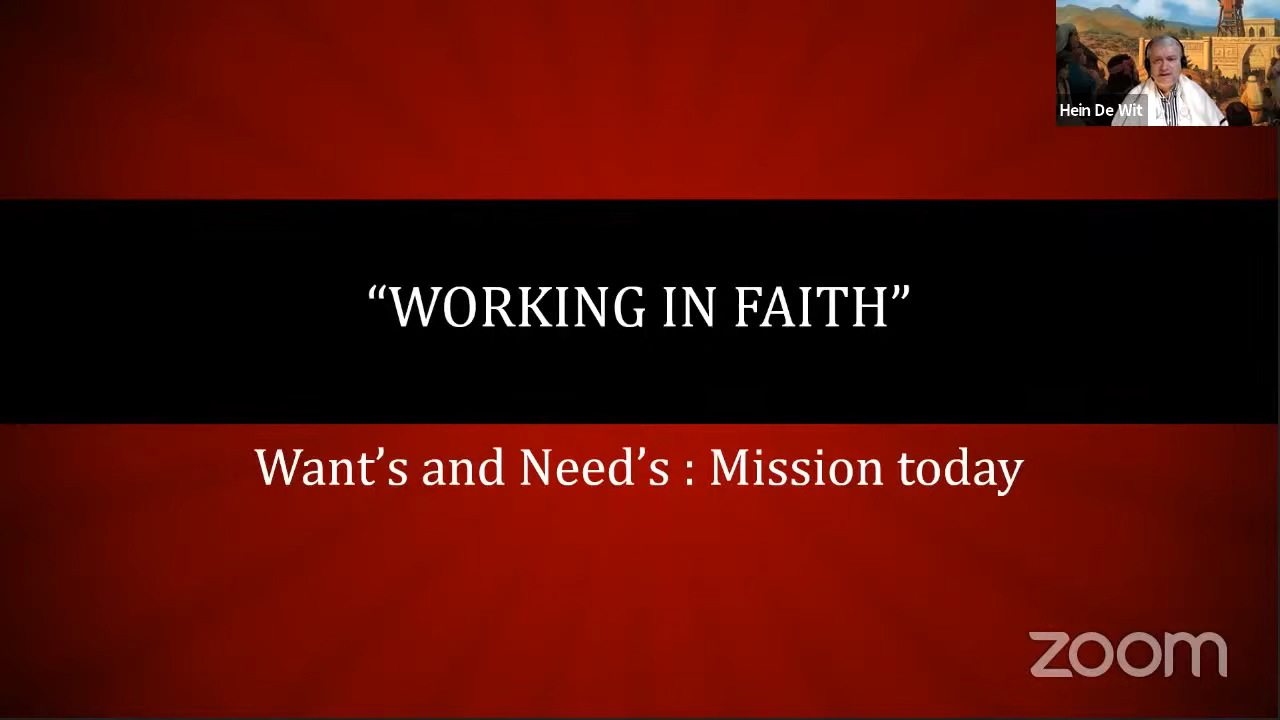 Hein De Wit
“WORKING IN FAITH”
Want’s and Need’s : Mission today
zoom